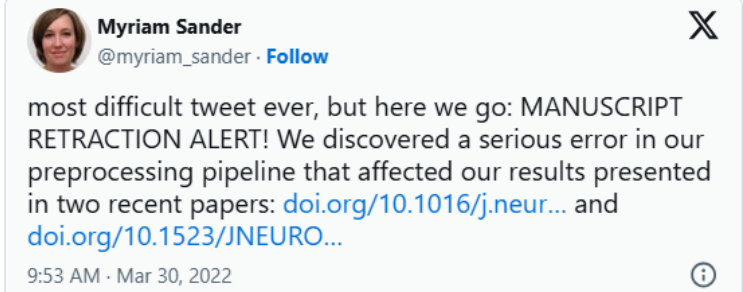 Myriam Sander
@myriam_sander · Follow
most difficult tweet ever, but here we go: MANUSCRIPT
RETRACTION ALERT! We discovered a serious error in our
preprocessing pipeline that affected our results presented
in two recent papers: doi.org/10.1016/j.neur... and
doi.org/10.1523/JNEURO...
9:53 AM · Mar 30, 2022